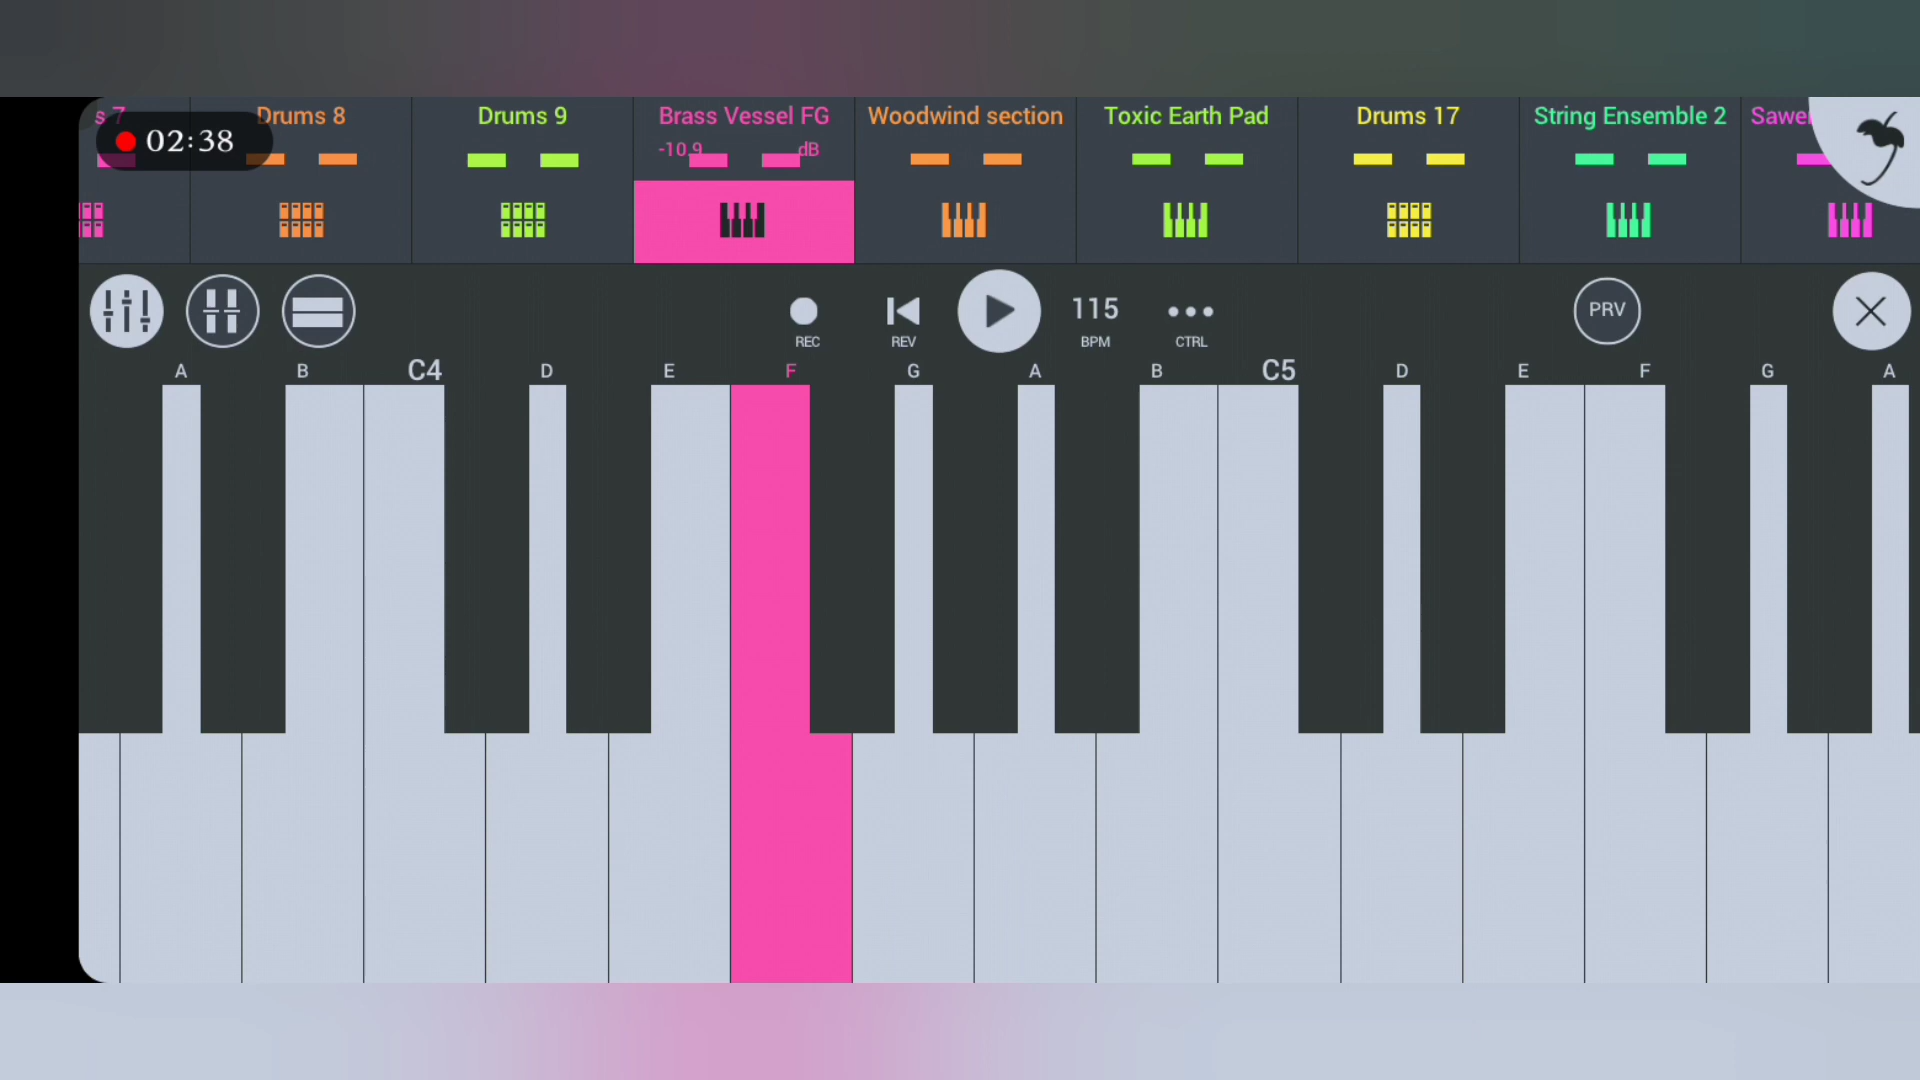 s 7
Drums 8
Drums 9
Brass Vessel FG
Woodwind section
Toxic Earth Pad
Drums 17
String Ensemble 2
02:38
-10.9 dB
REC
REV
115
BPM
CTRL
PRV
A B C4 D E F G A B C5 D E F G A